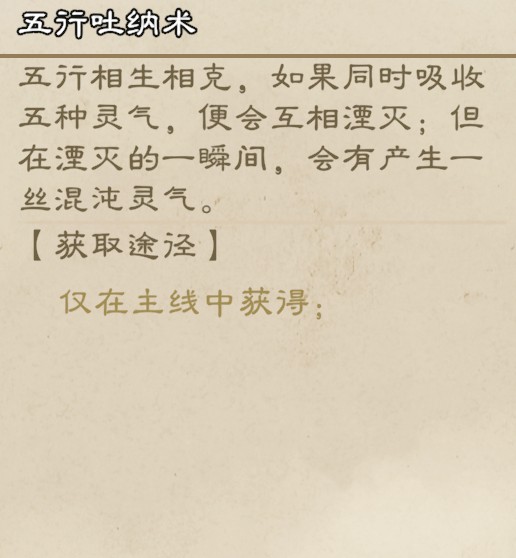 五行吐纳术
五行相生相克，如果同时吸收
五种灵气，便会互相湮灭；但
在湮灭的一瞬间，会有产生一
丝混沌灵气。
【获取途径】
仅在主线中获得；